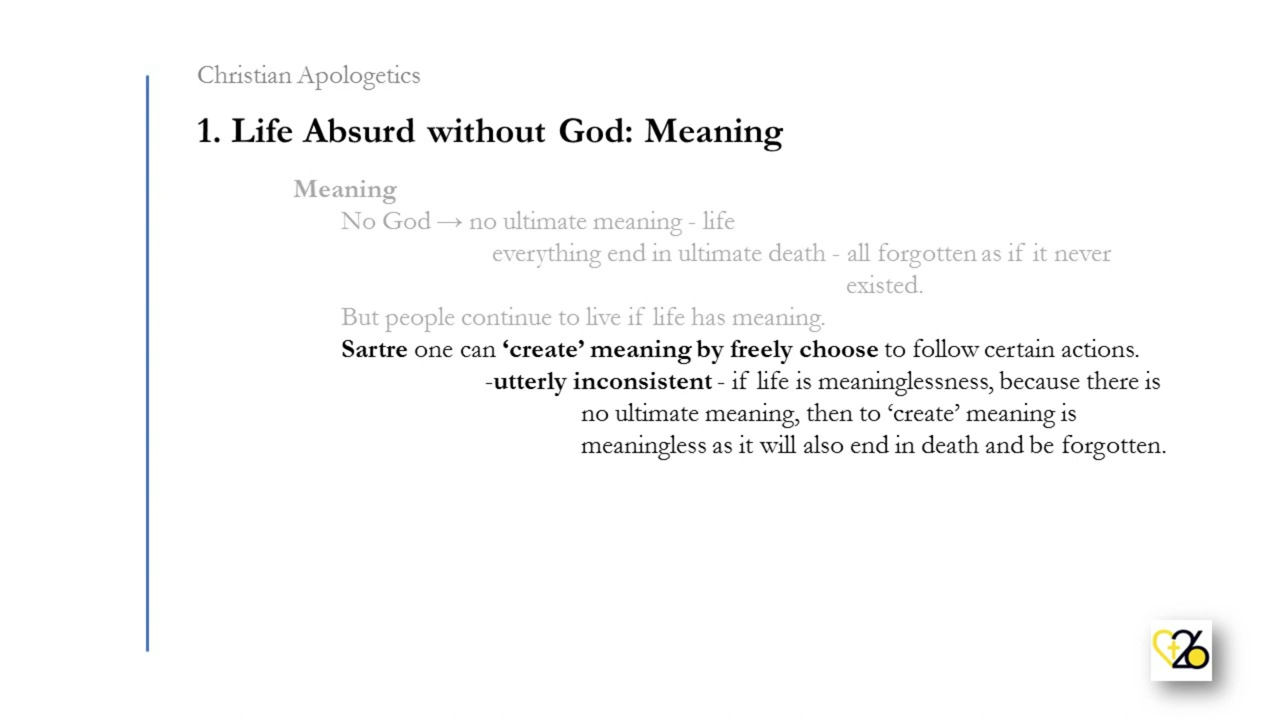 Christian Apologetics
1. Life Absurd without God: Meaning
Meaning
No God → no ultimate meaning - life
everything end in ultimate death - all forgotten as if it never
existed.
But people continue to live if life has meaning.
Sartre one can ‘create’ meaning by freely choose to follow certain actions.
-utterly inconsistent - if life is meaninglessness, because there is
no ultimate meaning, then to ‘create’ meaning is
meaningless as it will also end in death and be forgotten.
26